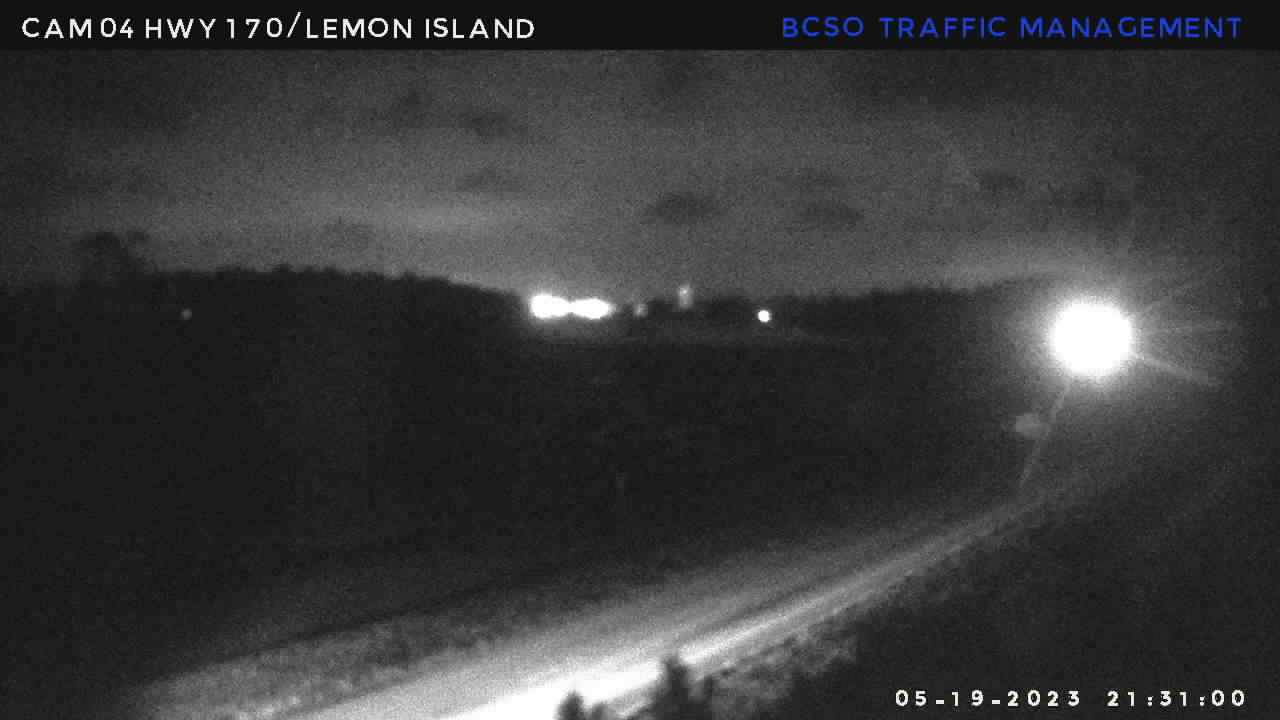 CAM04 HWY 170/LEMON ISLAND
BCSO TRAFFIC MANAGEMENT
05-19-2023 21:31:00